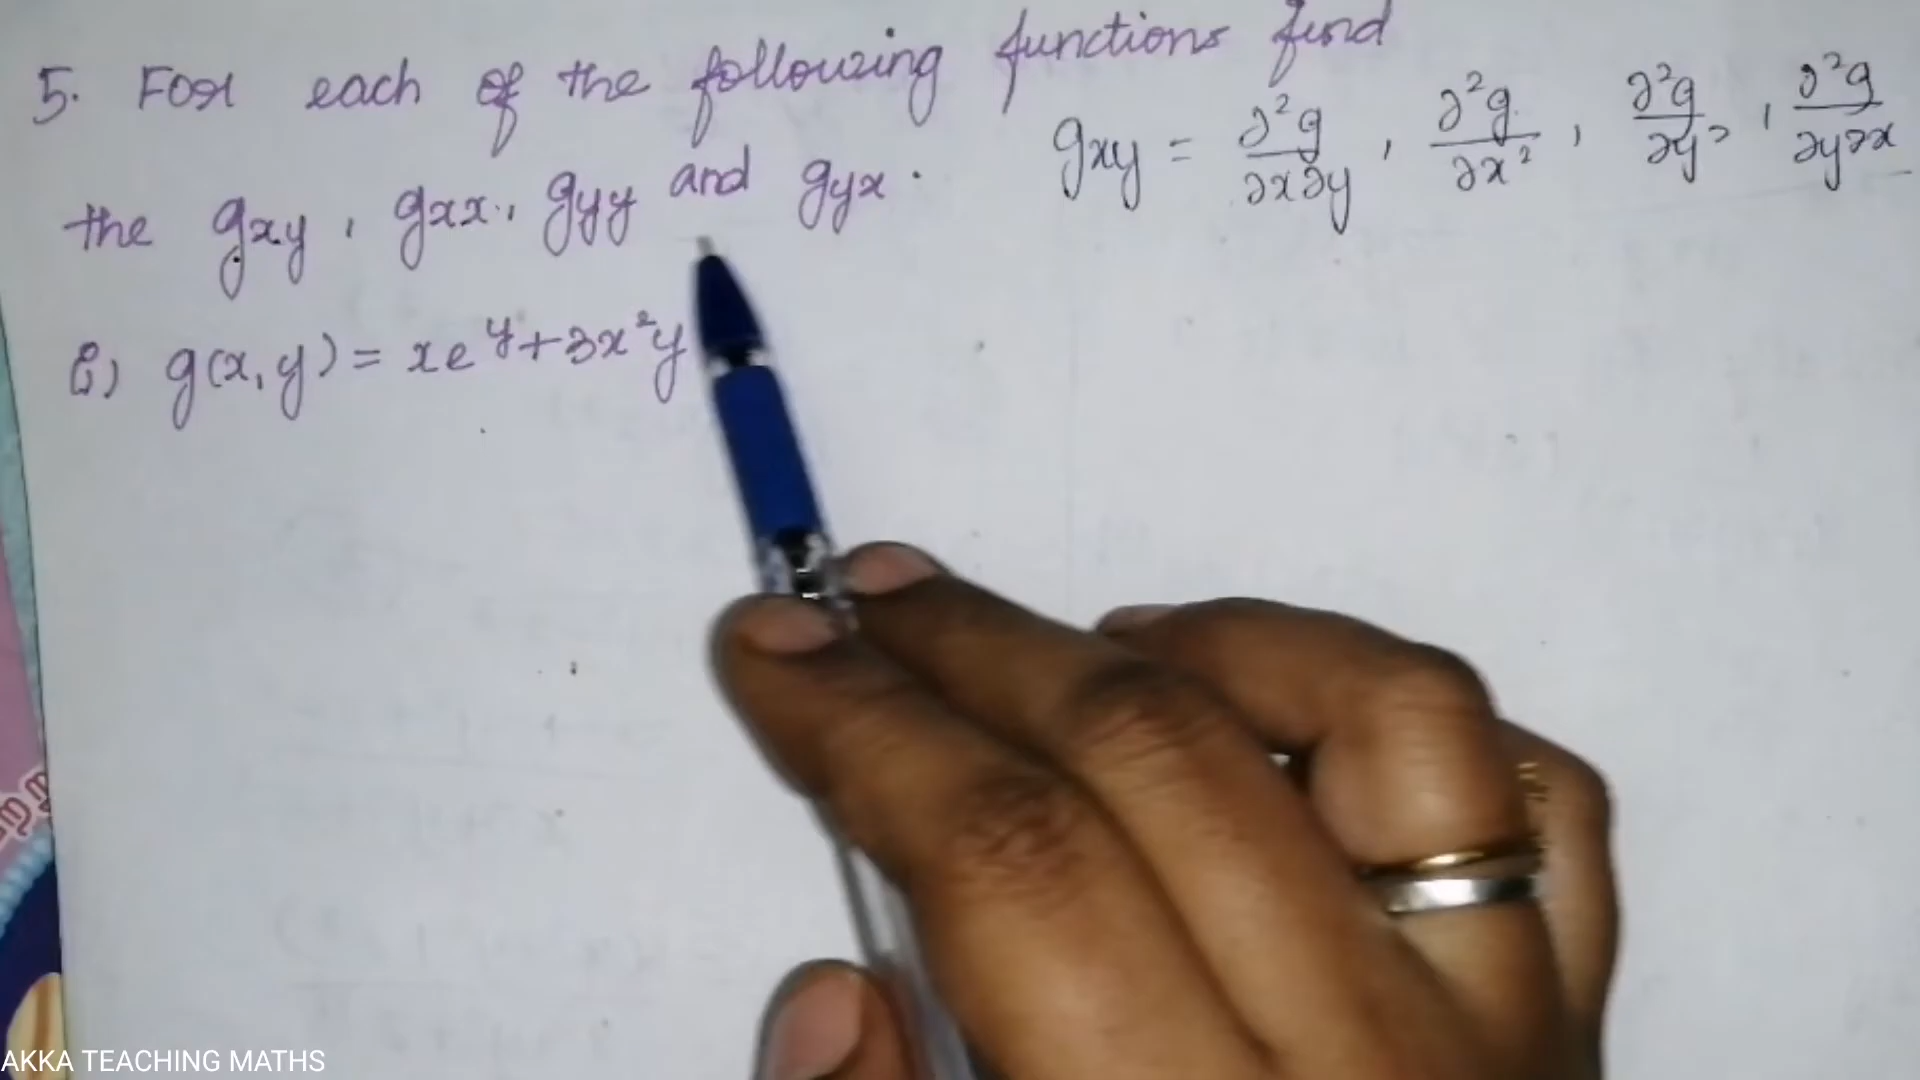 5. For each of the following functions find
the gxy, gxx, gyy and gyx.
gxy = ∂²g/∂x∂y, ∂²g/∂x², ∂²g/∂y², ∂²g/∂y∂x
i) g(x,y) = xe^y+3x²y
AKKA TEACHING MATHS